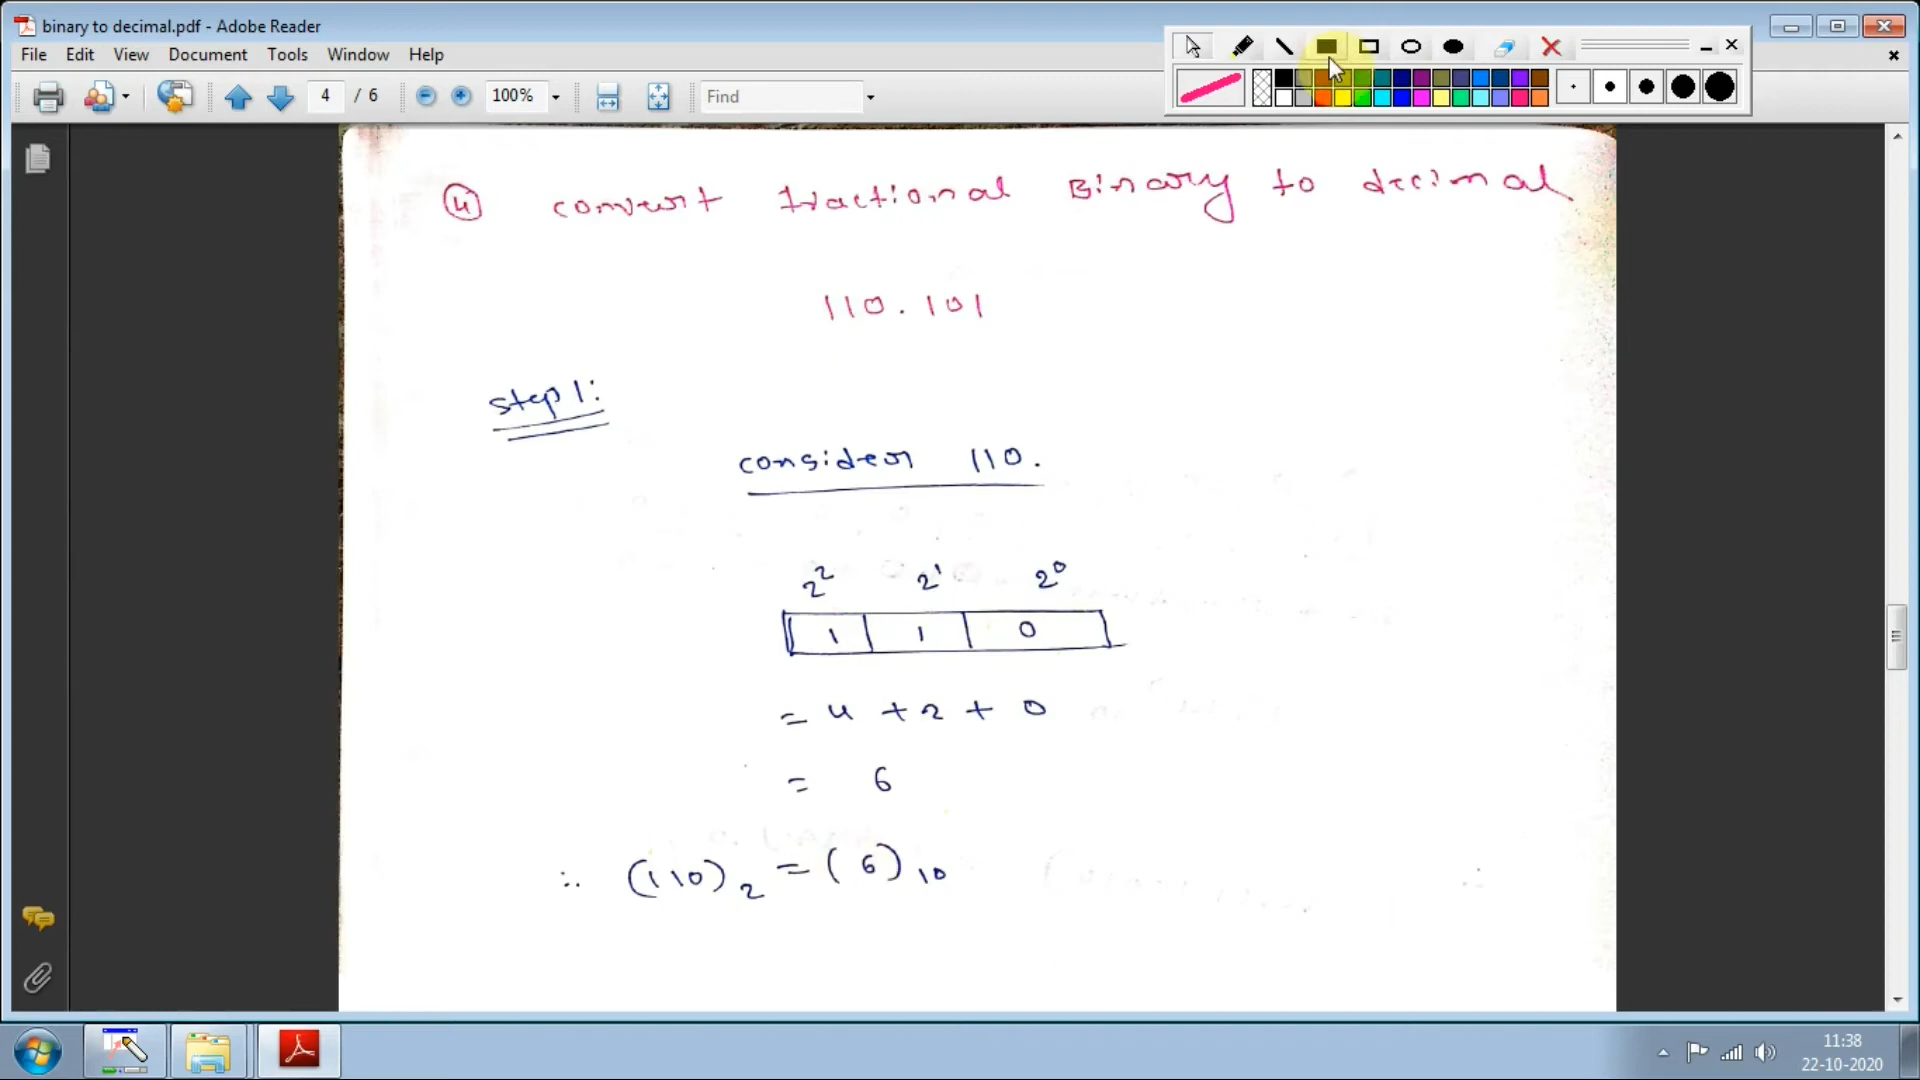 binary to decimal.pdf - Adobe Reader
File Edit View Document Tools Window Help
4 / 6 100% Find
4 convert fractional Binary to decimal
110.101
step 1:
consider 110.
2² 2¹ 2⁰
1 1 0
= 4 + 2 + 0
= 6
∴ (110)₂ = (6)₁₀
11:38
22-10-2020